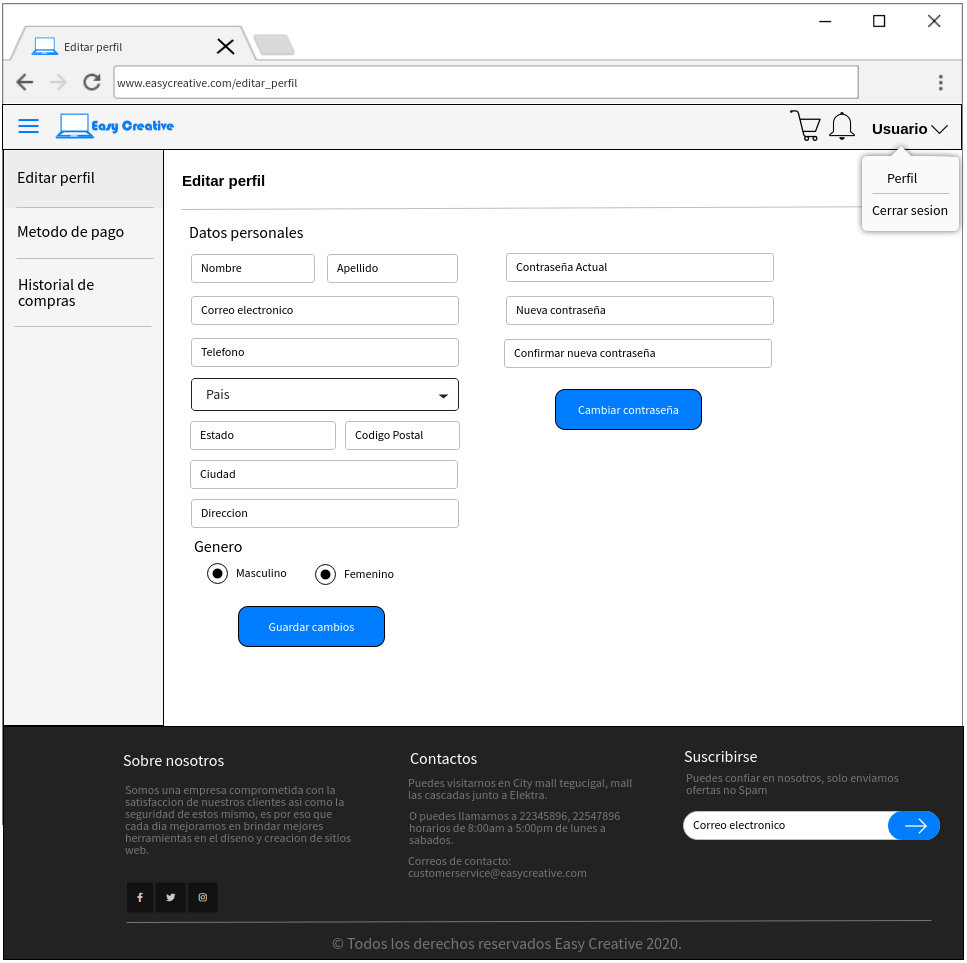 Editar perfil
www.easycreative.com/editar_perfil
Easy Creative
Usuario
Perfil
Cerrar sesion
Editar perfil
Metodo de pago
Historial de
compras
Editar perfil
Datos personales
Nombre
Apellido
Correo electronico
Telefono
Pais
Estado
Codigo Postal
Ciudad
Direccion
Genero
Masculino
Femenino
Guardar cambios
Contraseña Actual
Nueva contraseña
Confirmar nueva contraseña
Cambiar contraseña
Sobre nosotros
Somos una empresa comprometida con la
satisfaccion de nuestros clientes asi como la
seguridad de estos mismo, es por eso que
cada dia mejoramos en brindar mejores
herramientas en el diseno y creacion de sitios
web.
Contactos
Puedes visitarnos en City mall tegucigal, mall
las cascadas junto a Elektra.
O puedes llamarnos a 22345896, 22547896
horarios de 8:00am a 5:00pm de lunes a
sabados.
Correos de contacto:
customerservice@easycreative.com
Suscribirse
Puedes confiar en nosotros, solo enviamos
ofertas no Spam
Correo electronico
© Todos los derechos reservados Easy Creative 2020.